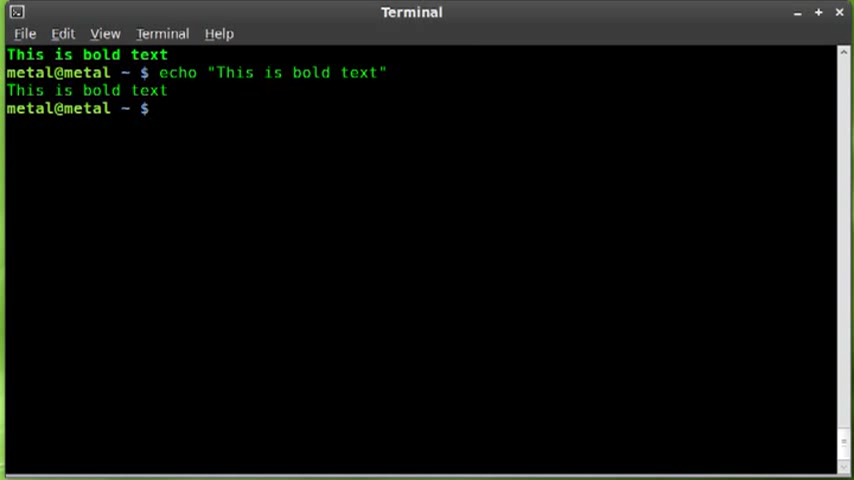 Terminal
File Edit View Terminal Help
This is bold text
metal@metal ~ $ echo "This is bold text"
This is bold text
metal@metal ~ $